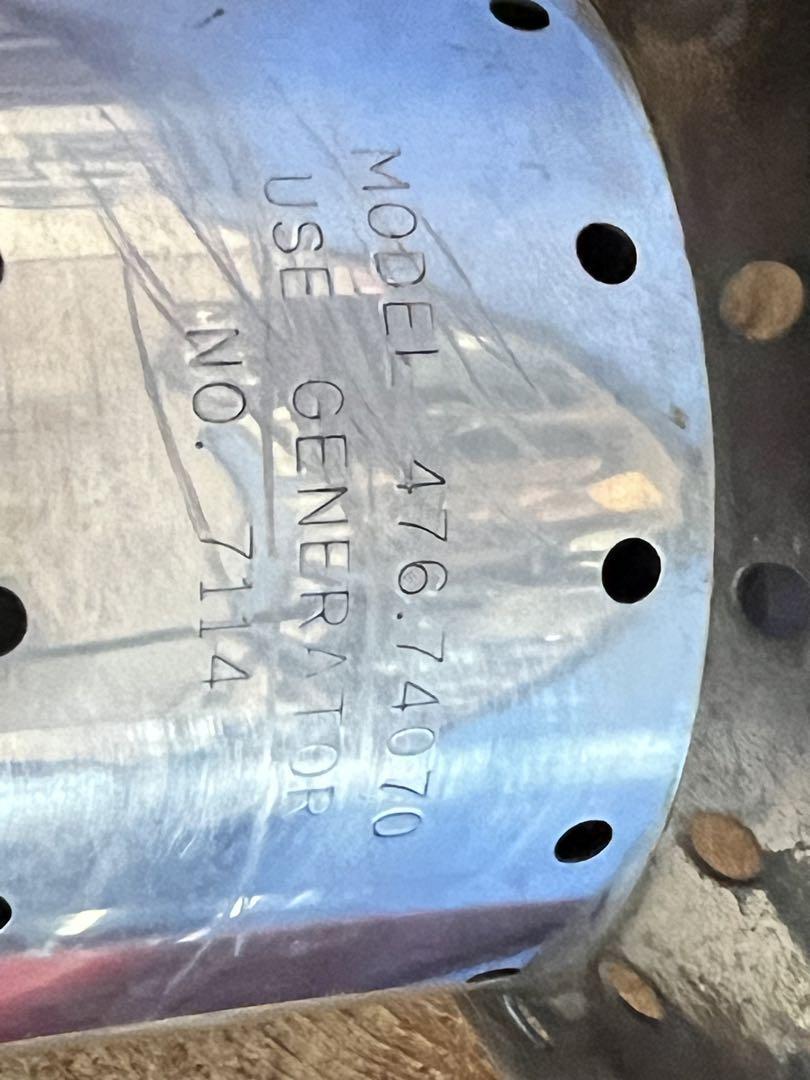 MODEL 476.74070
USE GENERATOR
NO. 7114